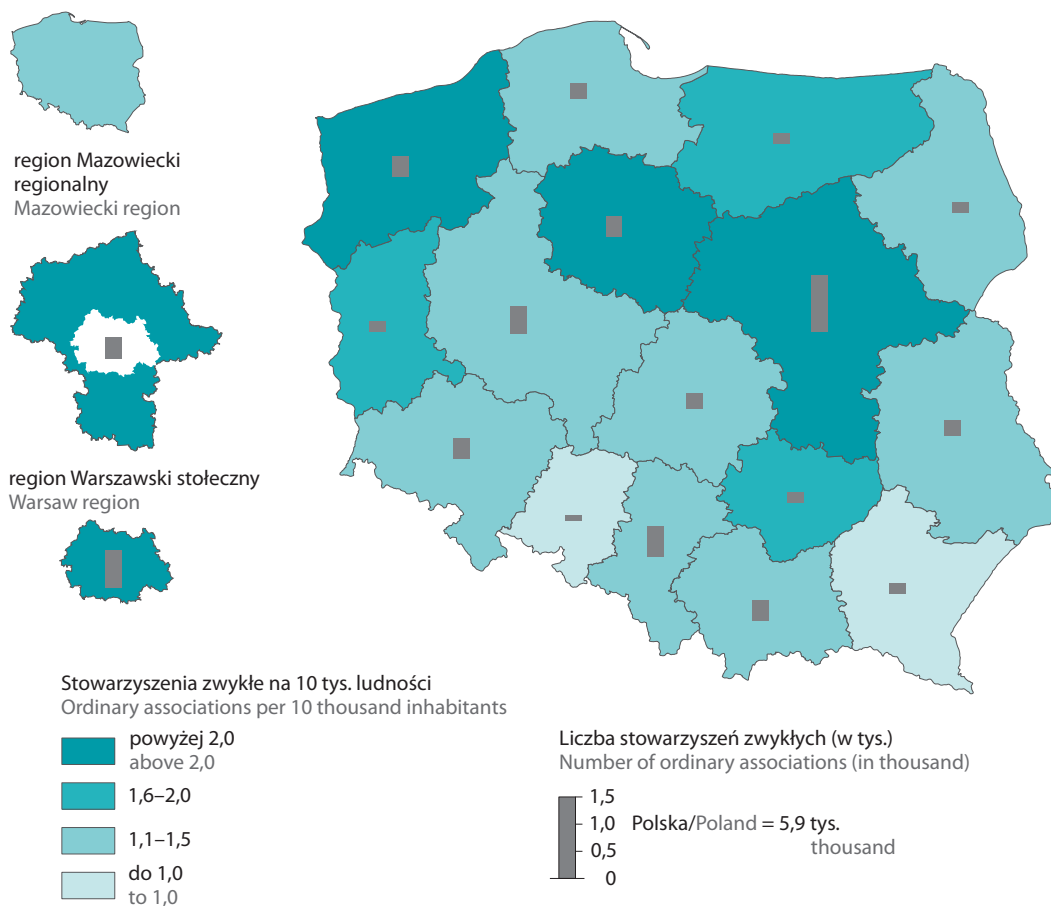 region Mazowiecki
regionalny
Mazowiecki region
region Warszawski stołeczny
Warsaw region
Stowarzyszenia zwykłe na 10 tys. ludności
Ordinary associations per 10 thousand inhabitants
powyżej 2,0
above 2,0
1,6–2,0
1,1–1,5
do 1,0
to 1,0
Liczba stowarzyszeń zwykłych (w tys.)
Number of ordinary associations (in thousand)
1,5
1,0
0,5
0
Polska/Poland = 5,9 tys.
thousand